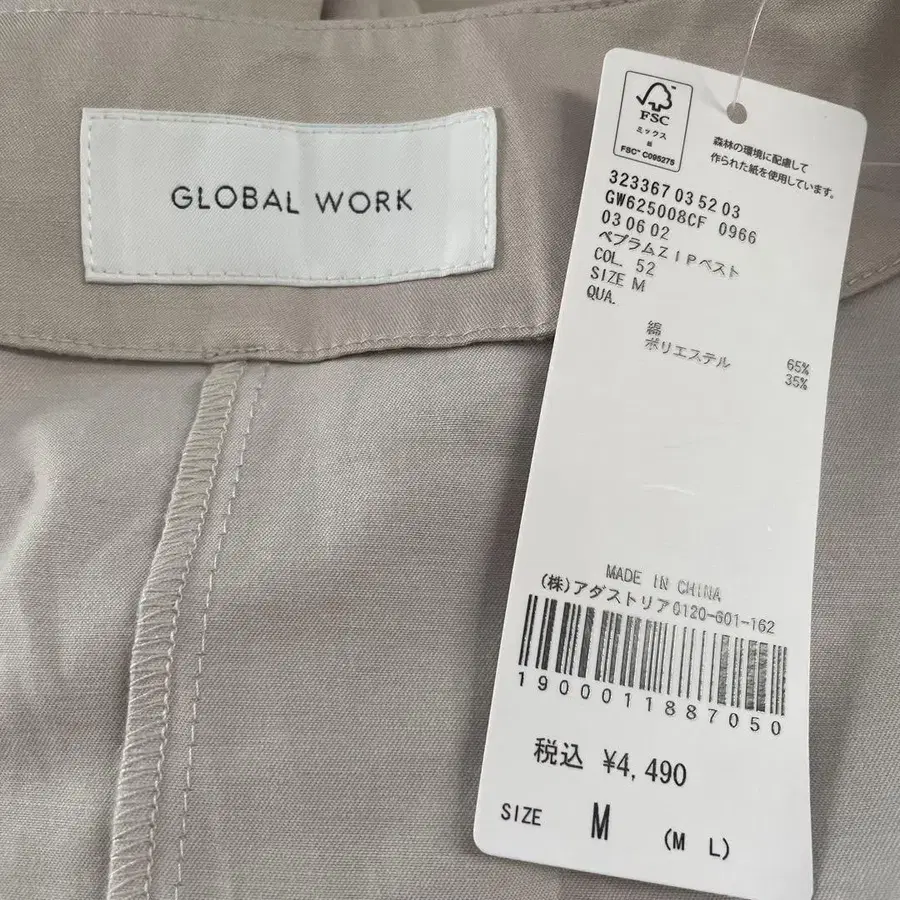 GLOBAL WORK
FSC
ミックス
紙
FSC™ C095275
森林の環境に配慮して
作られた紙を使用しています。
323367 03 52 03
GW625008CF 0966
03 06 02
ペプラムZIPベスト
COL. 52
SIZE M
QUA.
綿 65%
ポリエステル 35%
MADE IN CHINA
(株)アダストリア0120-601-162
1900011887050
税込 ¥4,490
SIZE M (M L)